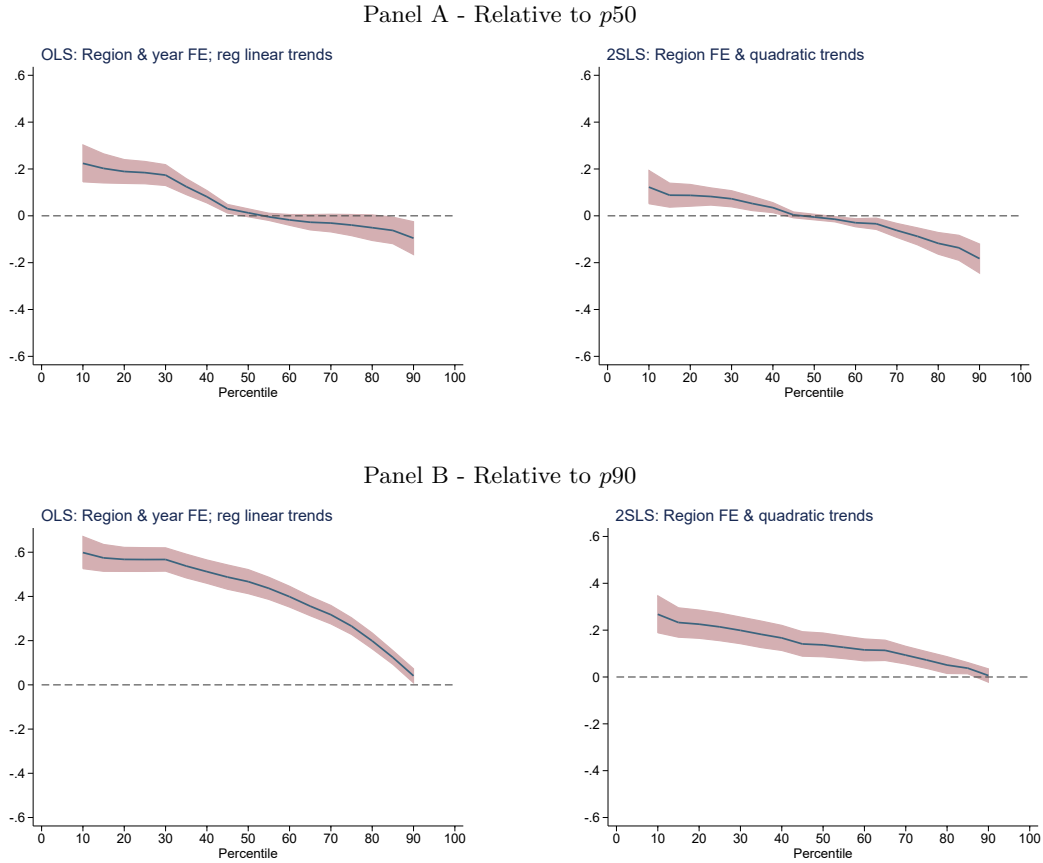 Panel A - Relative to p50
OLS: Region & year FE; reg linear trends
.6
.4
.2
0
-.2
-.4
-.6
0 10 20 30 40 50 60 70 80 90 100
Percentile
2SLS: Region FE & quadratic trends
.6
.4
.2
0
-.2
-.4
-.6
0 10 20 30 40 50 60 70 80 90 100
Percentile
Panel B - Relative to p90
OLS: Region & year FE; reg linear trends
.6
.4
.2
0
-.2
-.4
-.6
0 10 20 30 40 50 60 70 80 90 100
Percentile
2SLS: Region FE & quadratic trends
.6
.4
.2
0
-.2
-.4
-.6
0 10 20 30 40 50 60 70 80 90 100
Percentile